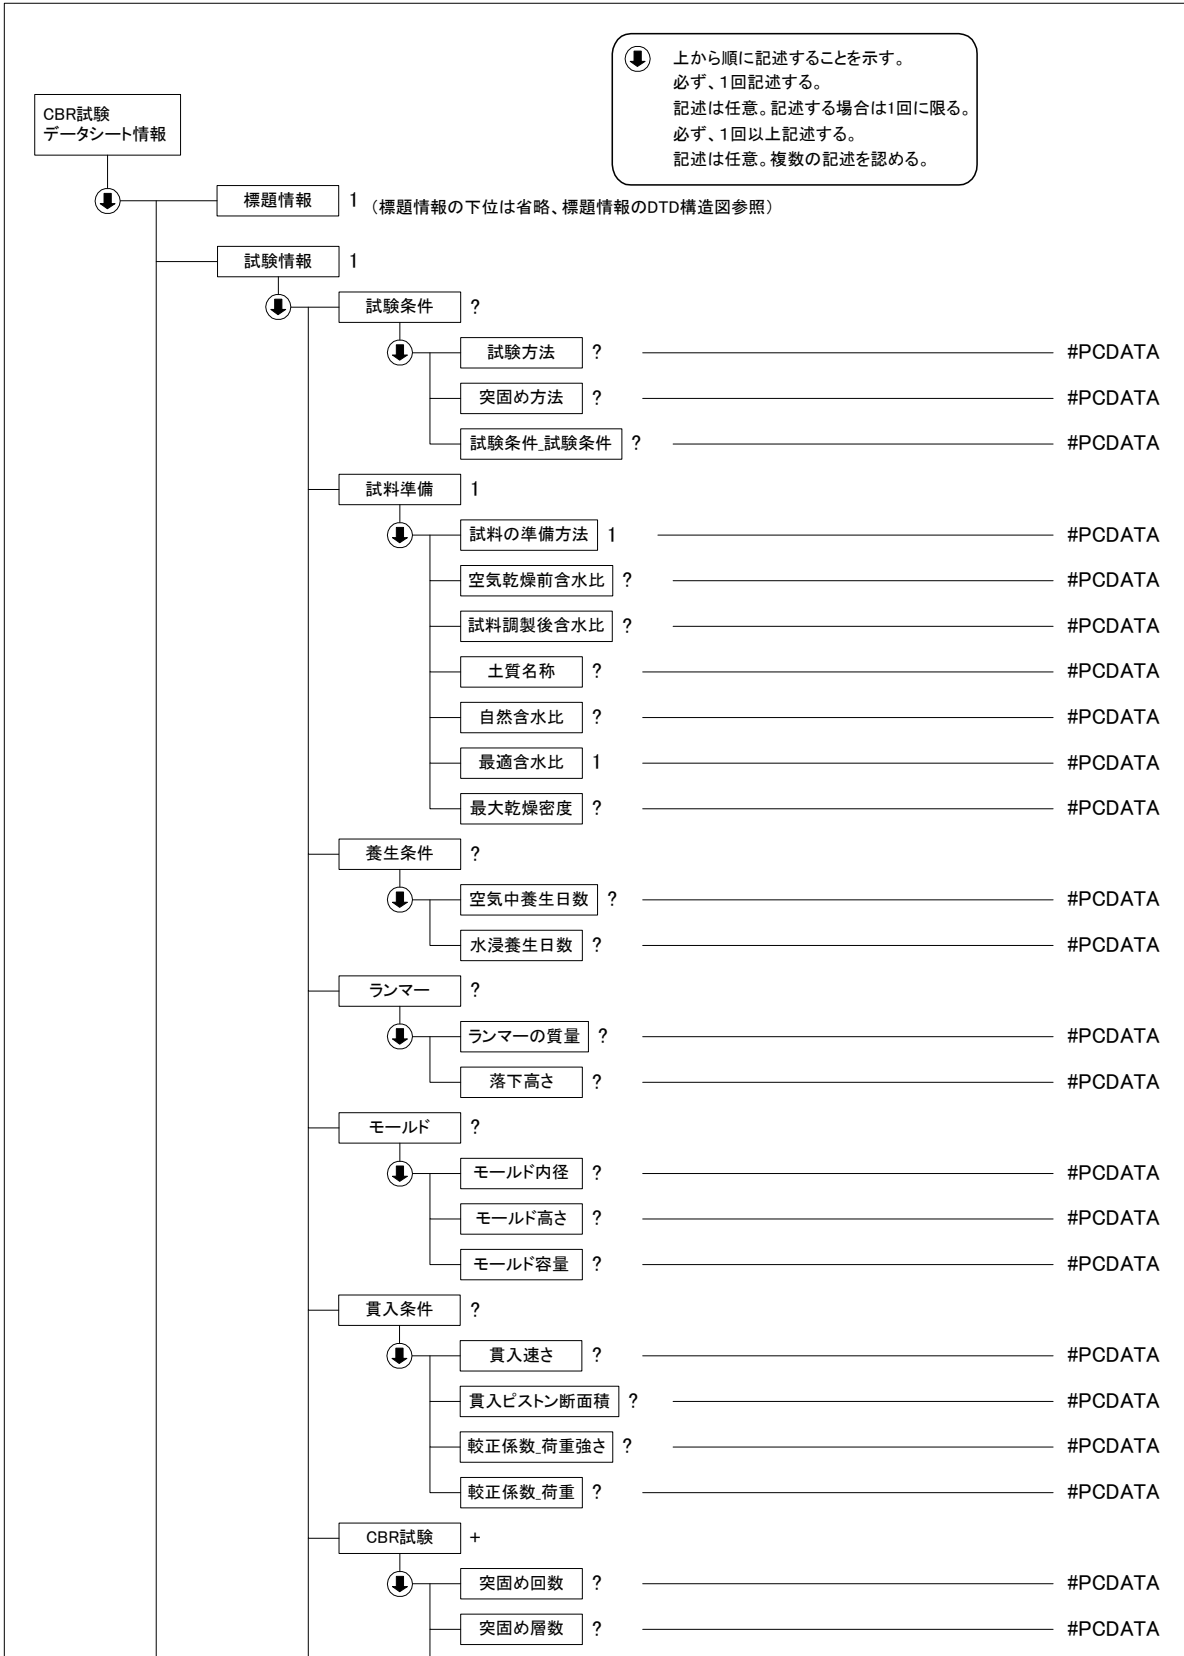 上から順に記述することを示す。
必ず、1回記述する。
記述は任意。記述する場合は1回に限る。
必ず、1回以上記述する。
記述は任意。複数の記述を認める。
CBR試験
データシート情報
標題情報 1 (標題情報の下位は省略、標題情報のDTD構造図参照)
試験情報 1
試験条件 ?
試験方法 ? #PCDATA
突固め方法 ? #PCDATA
試験条件_試験条件 ? #PCDATA
試料準備 1
試料の準備方法 1 #PCDATA
空気乾燥前含水比 ? #PCDATA
試料調製後含水比 ? #PCDATA
土質名称 ? #PCDATA
自然含水比 ? #PCDATA
最適含水比 1 #PCDATA
最大乾燥密度 ? #PCDATA
養生条件 ?
空気中養生日数 ? #PCDATA
水浸養生日数 ? #PCDATA
ランマー ?
ランマーの質量 ? #PCDATA
落下高さ ? #PCDATA
モールド ?
モールド内径 ? #PCDATA
モールド高さ ? #PCDATA
モールド容量 ? #PCDATA
貫入条件 ?
貫入速さ ? #PCDATA
貫入ピストン断面積 ? #PCDATA
較正係数_荷重強さ ? #PCDATA
較正係数_荷重 ? #PCDATA
CBR試験 +
突固め回数 ? #PCDATA
突固め層数 ? #PCDATA